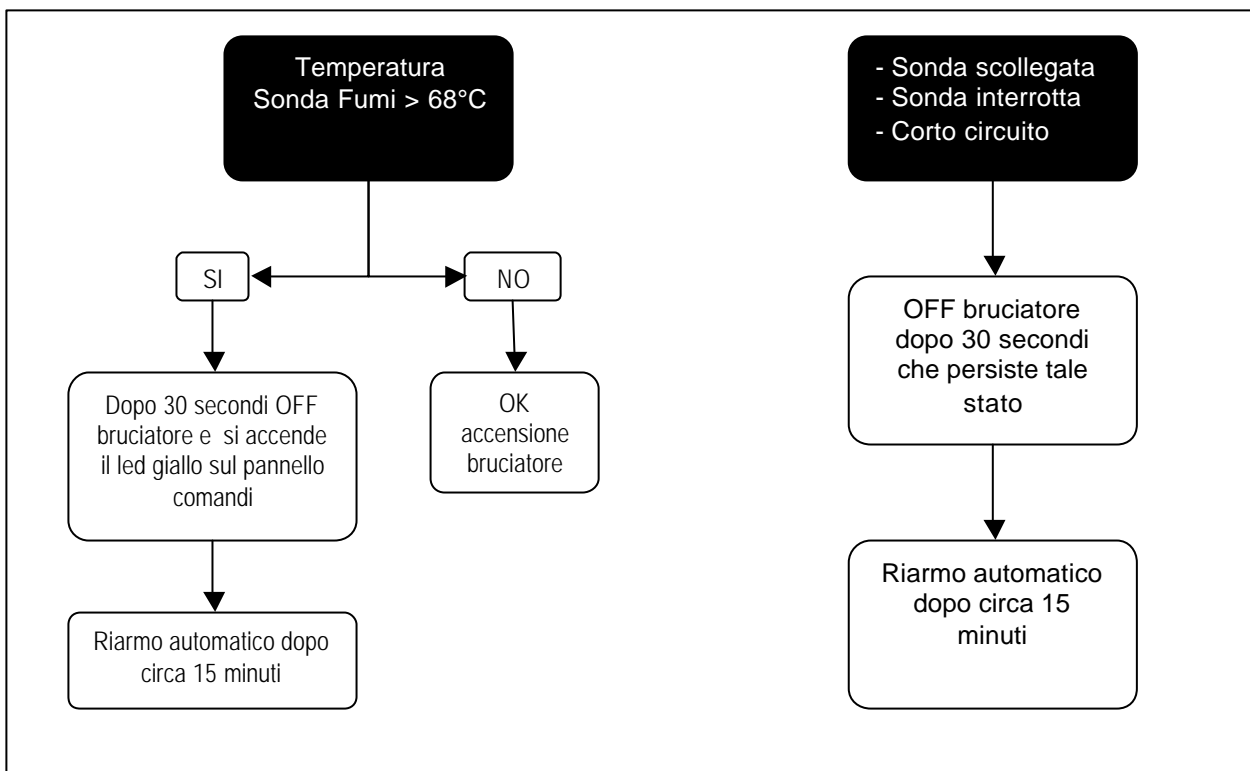 Temperatura
Sonda Fumi > 68°C
SI
NO
Dopo 30 secondi OFF
bruciatore e si accende
il led giallo sul pannello
comandi
OK
accensione
bruciatore
Riarmo automatico dopo
circa 15 minuti
- Sonda scollegata
- Sonda interrotta
- Corto circuito
OFF bruciatore
dopo 30 secondi
che persiste tale
stato
Riarmo automatico
dopo circa 15
minuti